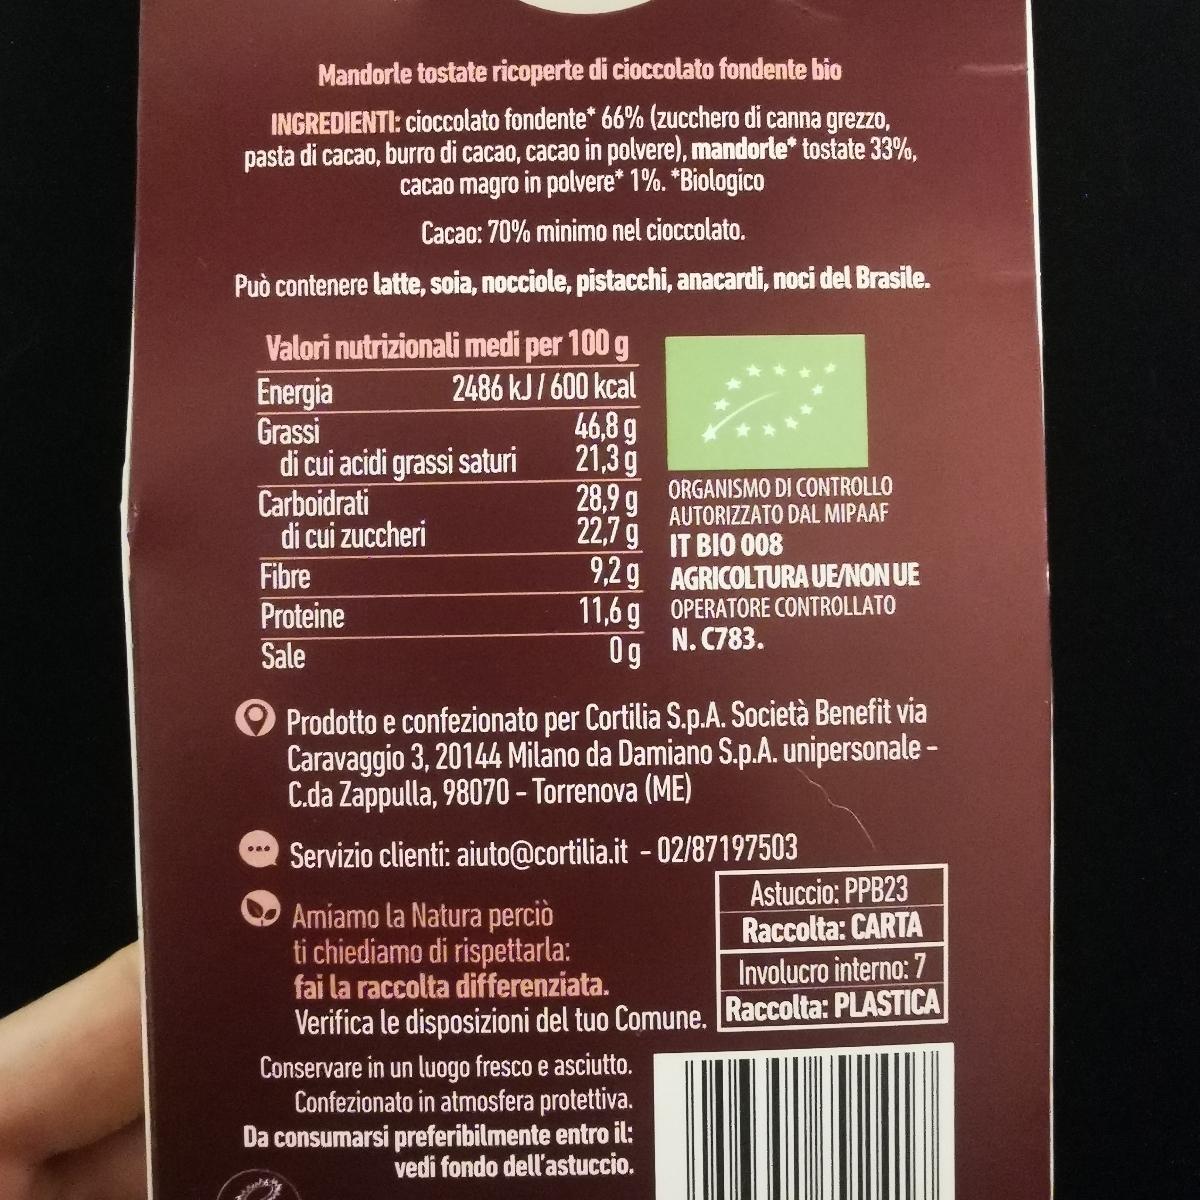 Mandorle tostate ricoperte di cioccolato fondente bio
INGREDIENTI: cioccolato fondente* 66% (zucchero di canna grezzo,
pasta di cacao, burro di cacao, cacao in polvere), mandorle* tostate 33%,
cacao magro in polvere* 1%. *Biologico
Cacao: 70% minimo nel cioccolato.
Può contenere latte, soia, nocciole, pistacchi, anacardi, noci del Brasile.
Valori nutrizionali medi per 100 g
Energia 2486 kJ / 600 kcal
Grassi 46,8 g
di cui acidi grassi saturi 21,3 g
Carboidrati 28,9 g
di cui zuccheri 22,7 g
Fibre 9,2 g
Proteine 11,6 g
Sale 0 g
ORGANISMO DI CONTROLLO
AUTORIZZATO DAL MIPAAF
IT BIO 008
AGRICOLTURA UE/NON UE
OPERATORE CONTROLLATO
N. C783.
Prodotto e confezionato per Cortilia S.p.A. Società Benefit via
Caravaggio 3, 20144 Milano da Damiano S.p.A. unipersonale -
C.da Zappulla, 98070 - Torrenova (ME)
Servizio clienti: aiuto@cortilia.it - 02/87197503
Amiamo la Natura perciò
ti chiediamo di rispettarla:
fai la raccolta differenziata.
Verifica le disposizioni del tuo Comune.
Astuccio: PPB23
Raccolta: CARTA
Involucro interno: 7
Raccolta: PLASTICA
Conservare in un luogo fresco e asciutto.
Confezionato in atmosfera protettiva.
Da consumarsi preferibilmente entro il:
vedi fondo dell'astuccio.